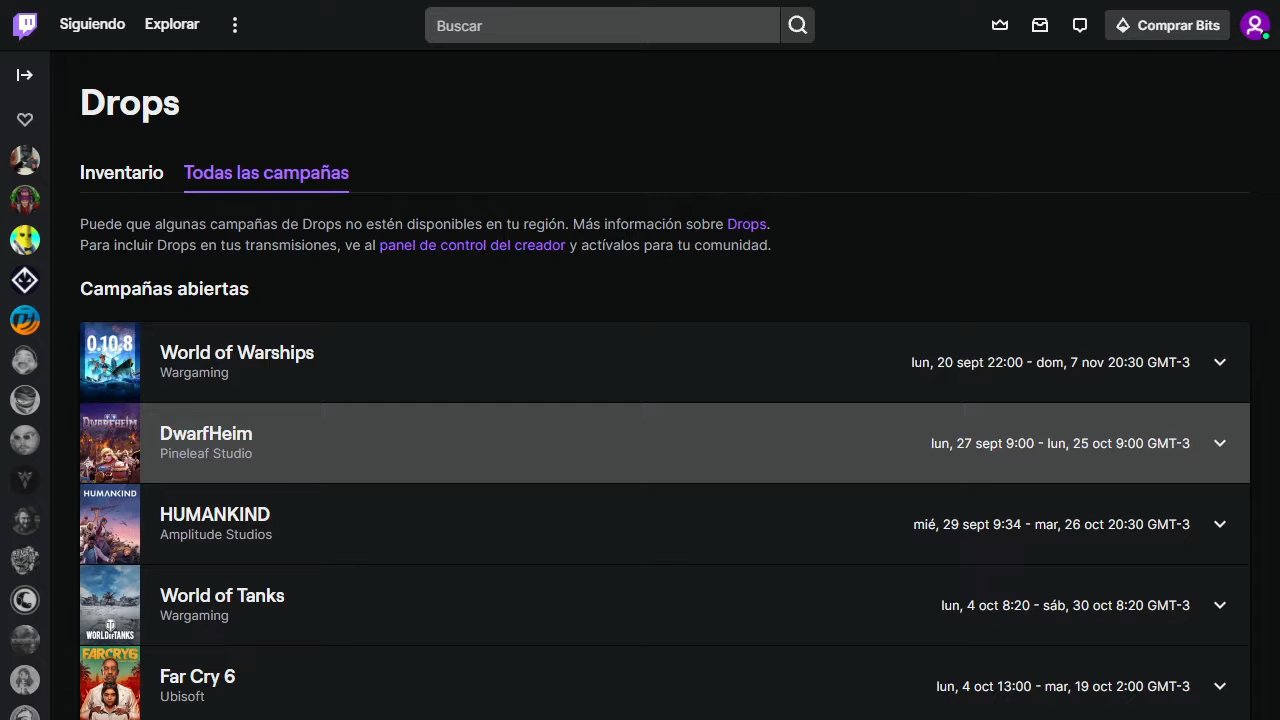 Siguiendo Explorar Buscar Comprar Bits
Drops
Inventario Todas las campañas
Puede que algunas campañas de Drops no estén disponibles en tu región. Más información sobre Drops.
Para incluir Drops en tus transmisiones, ve al panel de control del creador y actívalos para tu comunidad.
Campañas abiertas
0.10.8
World of Warships
Wargaming
lun, 20 sept 22:00 - dom, 7 nov 20:30 GMT-3
DWARFHEIM
DwarfHeim
Pineleaf Studio
lun, 27 sept 9:00 - lun, 25 oct 9:00 GMT-3
HUMANKIND
HUMANKIND
Amplitude Studios
mié, 29 sept 9:34 - mar, 26 oct 20:30 GMT-3
WORLD OF TANKS
World of Tanks
Wargaming
lun, 4 oct 8:20 - sáb, 30 oct 8:20 GMT-3
FARCRY6
Far Cry 6
Ubisoft
lun, 4 oct 13:00 - mar, 19 oct 2:00 GMT-3